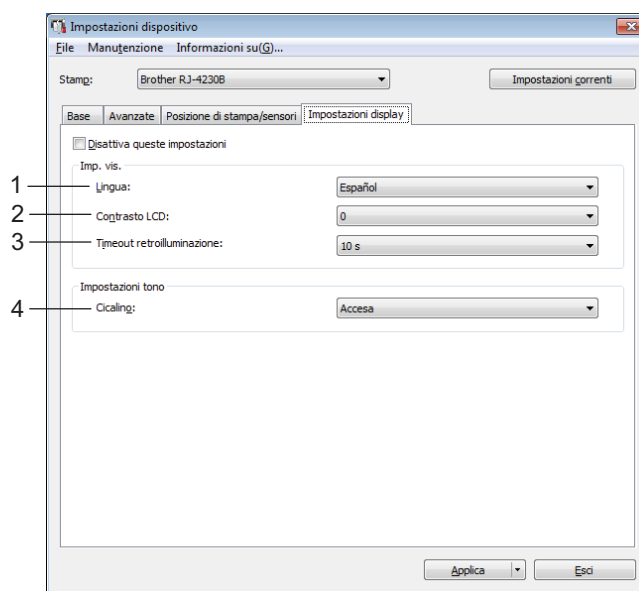 Impostazioni dispositivo
File Manutenzione Informazioni su(G)...
Stamp: Brother RJ-4230B Impostazioni correnti
Base Avanzate Posizione di stampa/sensori Impostazioni display
Disattiva queste impostazioni
Imp. vis.
1 Lingua: Español
2 Contrasto LCD: 0
3 Timeout retroilluminazione: 10 s
Impostazioni tono
4 Cicalino: Accesa
Applica Esci